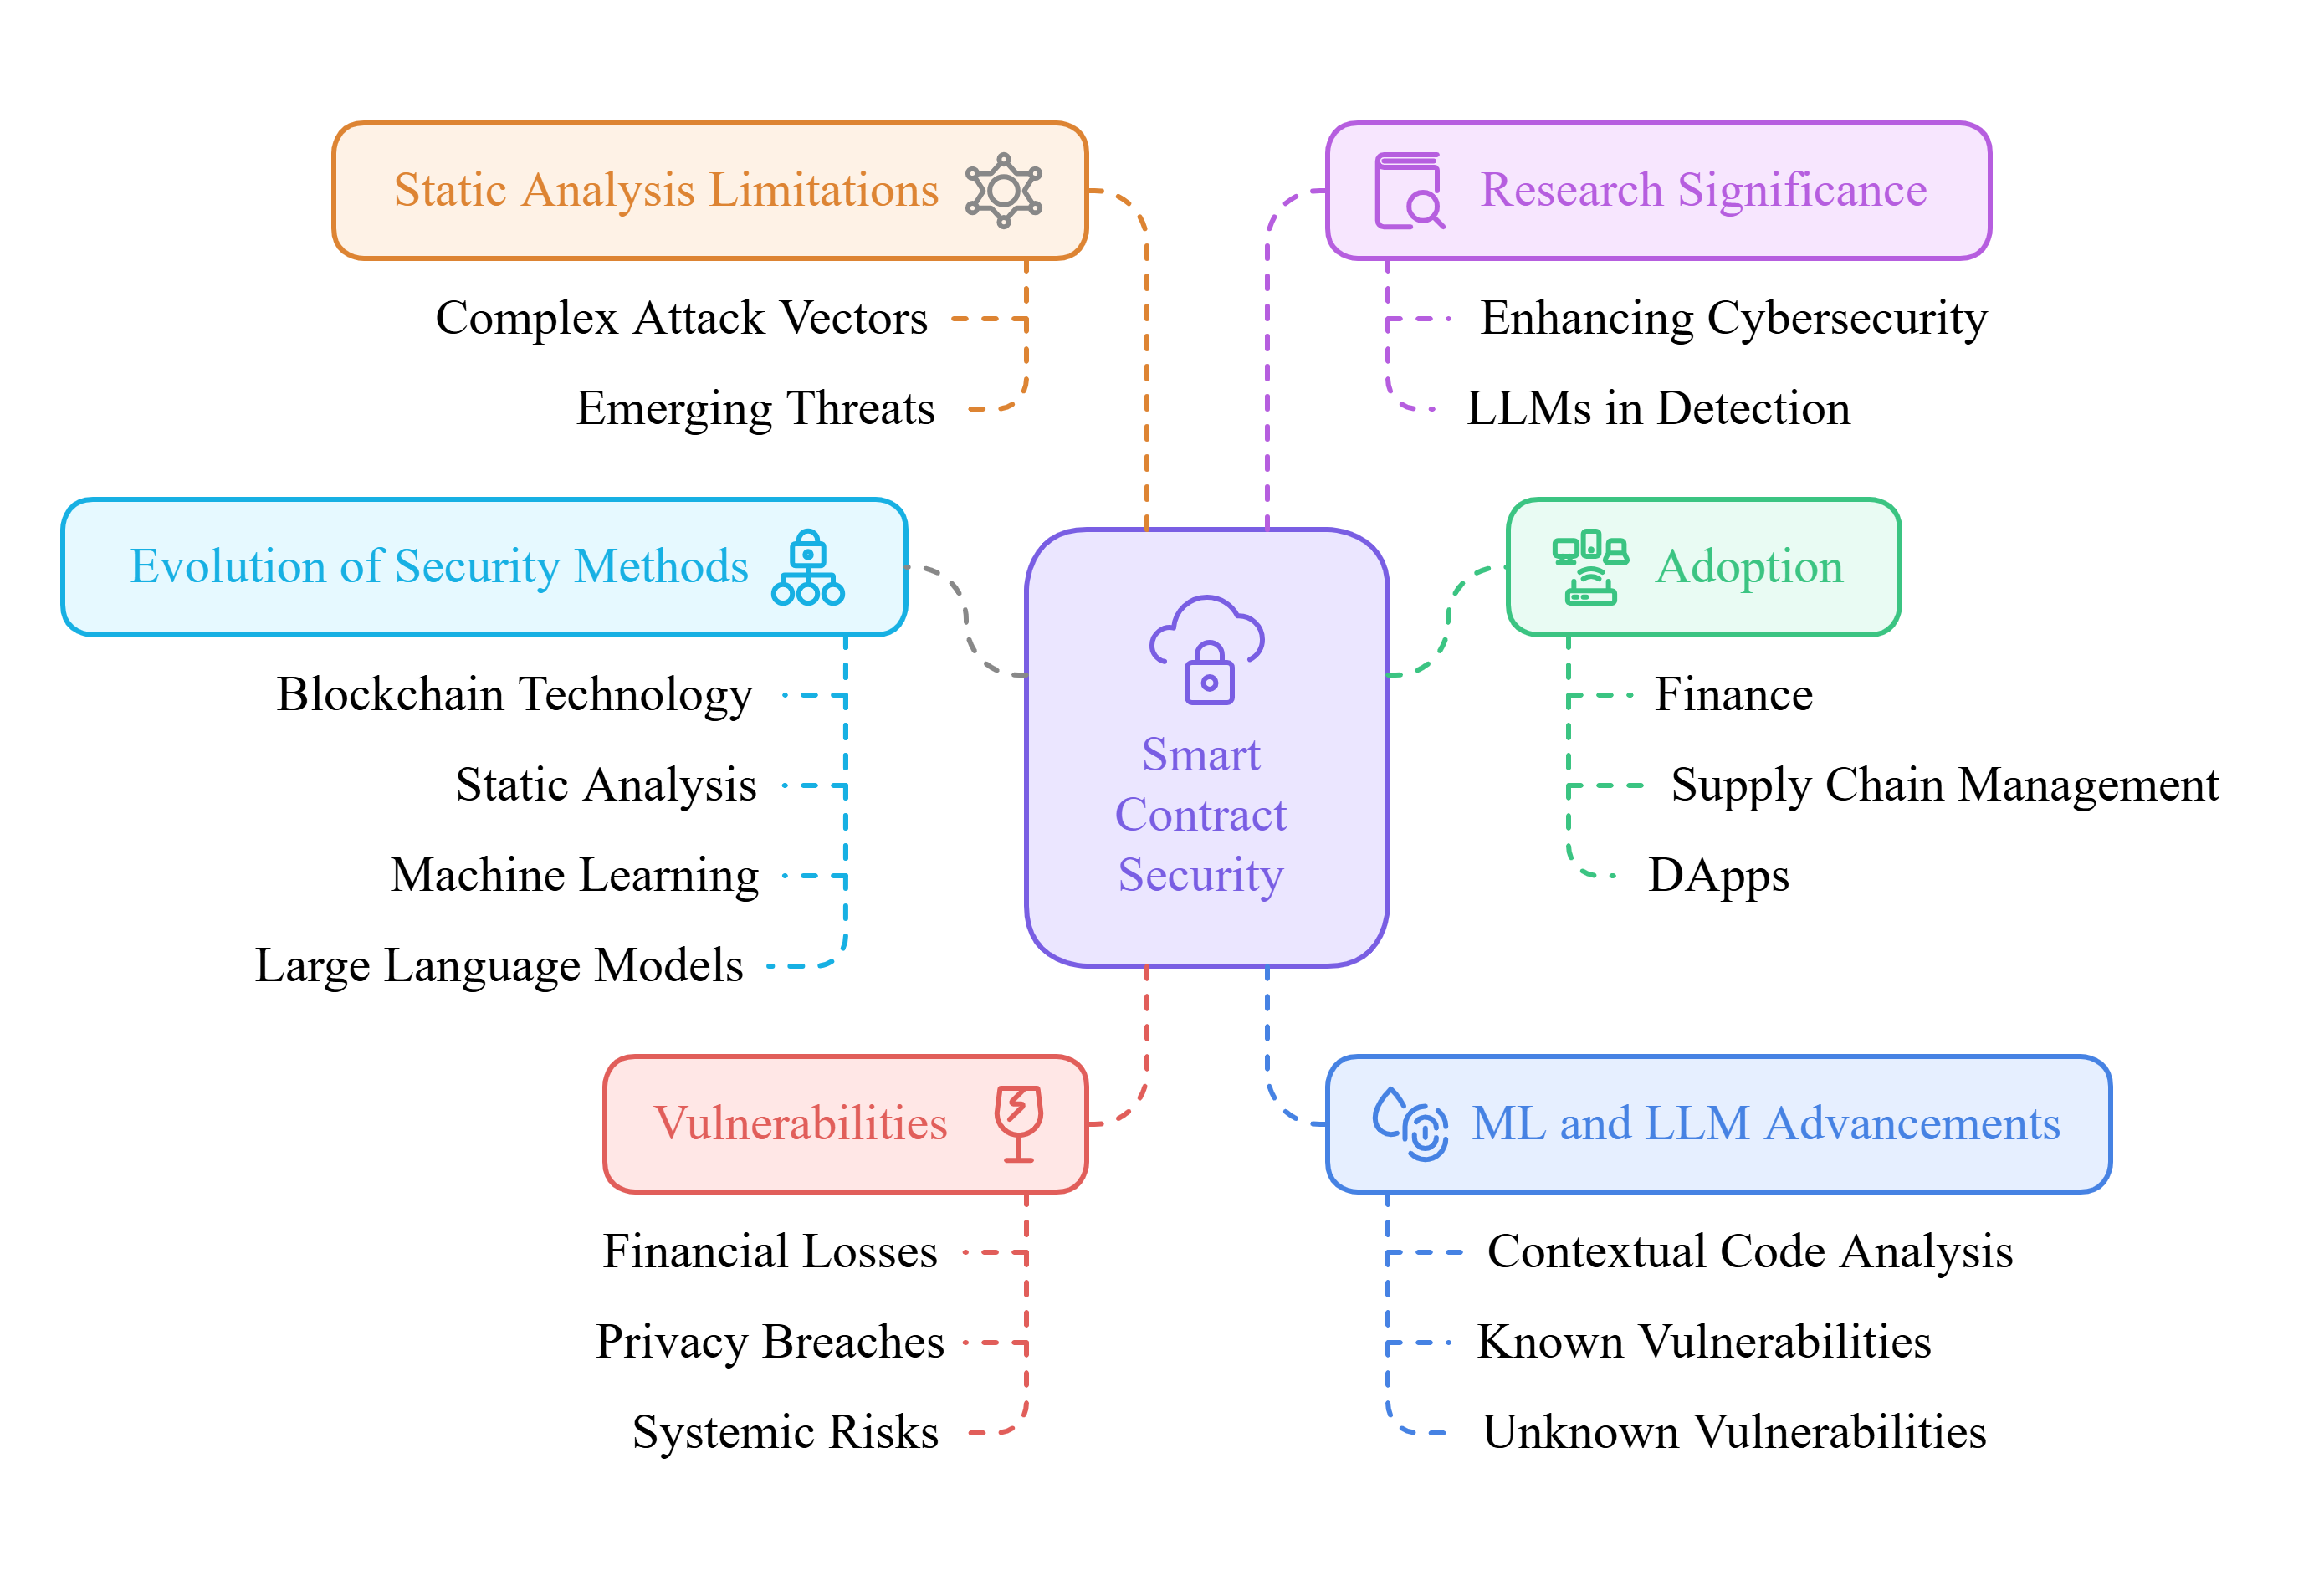 Static Analysis Limitations
Complex Attack Vectors
Emerging Threats
Research Significance
Enhancing Cybersecurity
LLMs in Detection
Evolution of Security Methods
Blockchain Technology
Static Analysis
Machine Learning
Large Language Models
Smart
Contract
Security
Adoption
Finance
Supply Chain Management
DApps
Vulnerabilities
Financial Losses
Privacy Breaches
Systemic Risks
ML and LLM Advancements
Contextual Code Analysis
Known Vulnerabilities
Unknown Vulnerabilities